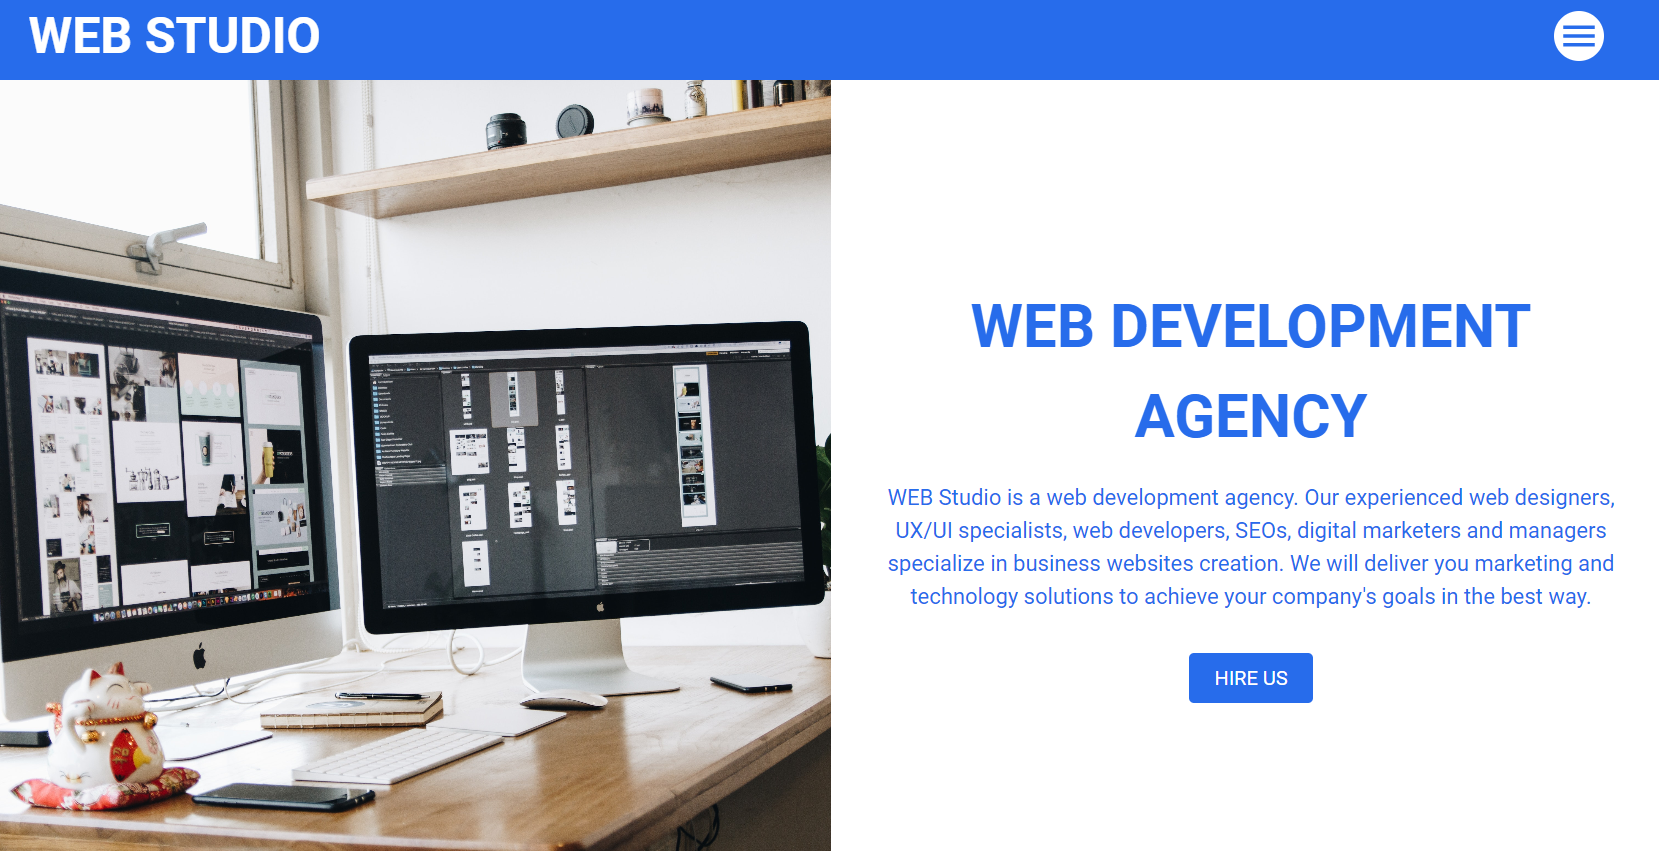 WEB STUDIO
WEB DEVELOPMENT
AGENCY
WEB Studio is a web development agency. Our experienced web designers,
UX/UI specialists, web developers, SEOs, digital marketers and managers
specialize in business websites creation. We will deliver you marketing and
technology solutions to achieve your company's goals in the best way.
HIRE US